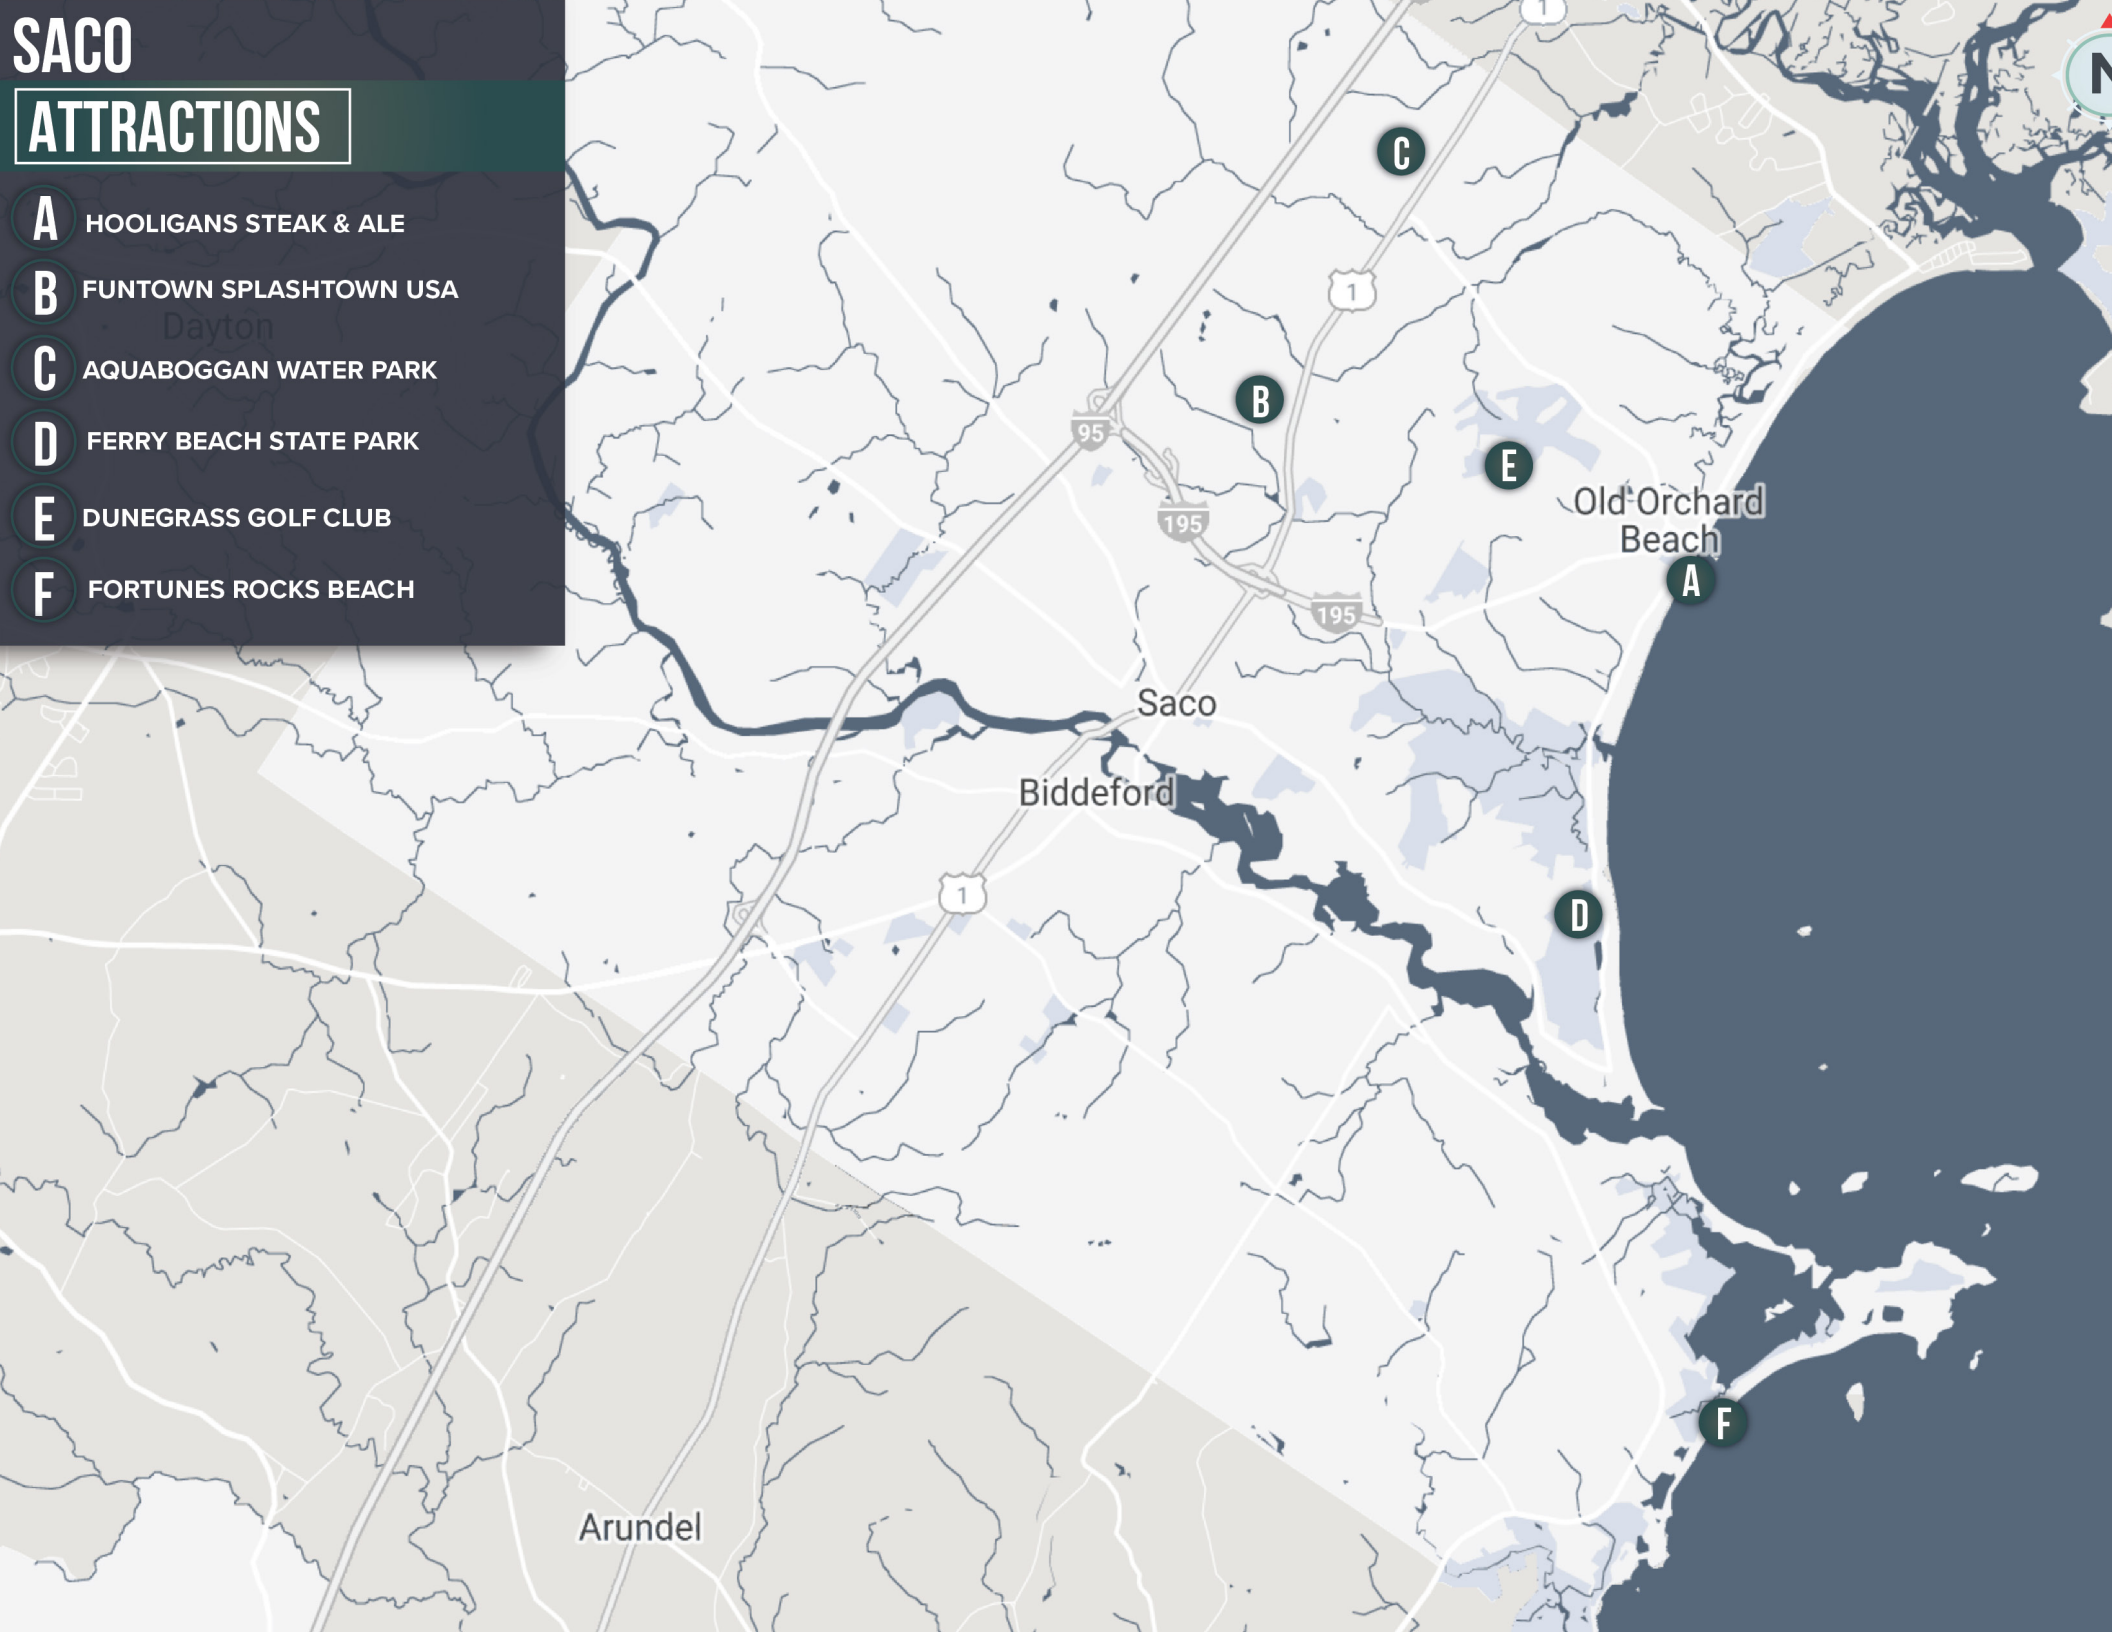 SACO
ATTRACTIONS
A HOOLIGANS STEAK & ALE
B FUNTOWN SPLASHTOWN USA
Dayton
C AQUABOGGAN WATER PARK
D FERRY BEACH STATE PARK
E DUNEGRASS GOLF CLUB
F FORTUNES ROCKS BEACH
1
N
C
1
B
95
E
Old Orchard
Beach
195
A
195
Saco
Biddeford
1
D
F
Arundel